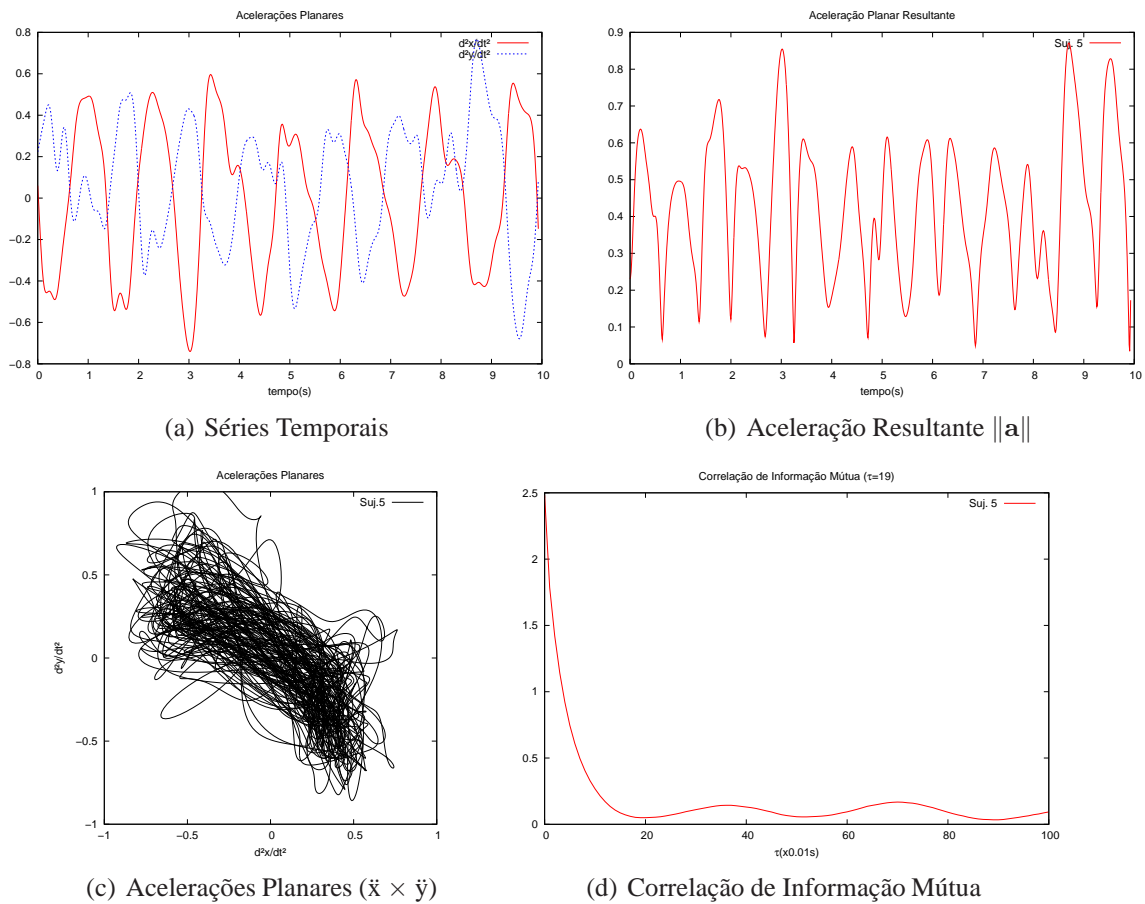 Acelerações Planares
d²x/dt²
d²y/dt²
0.8
0.6
0.4
0.2
0
−0.2
−0.4
−0.6
−0.8
0 1 2 3 4 5 6 7 8 9 10
tempo(s)
(a) Séries Temporais
Aceleração Planar Resultante
Suj. 5
0.9
0.8
0.7
0.6
0.5
0.4
0.3
0.2
0.1
0
0 1 2 3 4 5 6 7 8 9 10
tempo(s)
(b) Aceleração Resultante ‖a‖
Acelerações Planares
Suj.5
d²y/dt²
1
0.5
0
−0.5
−1
−1 −0.5 0 0.5 1
d²x/dt²
(c) Acelerações Planares (ẍ × ÿ)
Correlação de Informação Mútua (τ=19)
Suj. 5
2.5
2
1.5
1
0.5
0
0 20 40 60 80 100
τ(x0.01s)
(d) Correlação de Informação Mútua